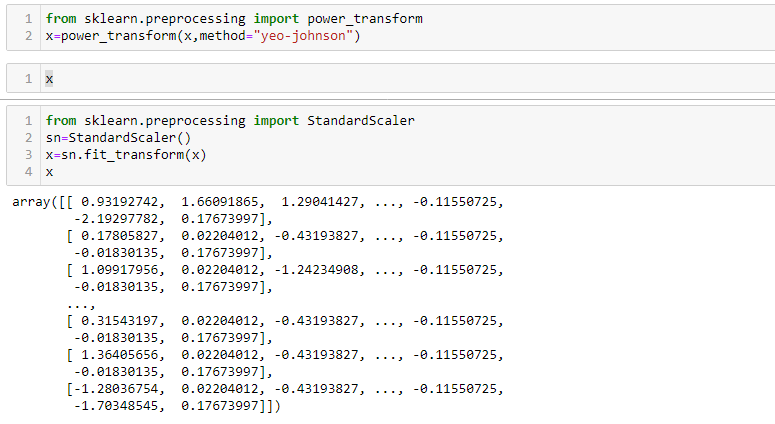 1 from sklearn.preprocessing import power_transform
2 x=power_transform(x,method="yeo-johnson")
1 x
1 from sklearn.preprocessing import StandardScaler
2 sn=StandardScaler()
3 x=sn.fit_transform(x)
4 x
array([[ 0.93192742,  1.66091865,  1.29041427, ..., -0.11550725,
        -2.19297782,  0.17673997],
       [ 0.17805827,  0.02204012, -0.43193827, ..., -0.11550725,
        -0.01830135,  0.17673997],
       [ 1.09917956,  0.02204012, -1.24234908, ..., -0.11550725,
        -0.01830135,  0.17673997],
       ...,
       [ 0.31543197,  0.02204012, -0.43193827, ..., -0.11550725,
        -0.01830135,  0.17673997],
       [ 1.36405656,  0.02204012, -0.43193827, ..., -0.11550725,
        -0.01830135,  0.17673997],
       [-1.28036754,  0.02204012, -0.43193827, ..., -0.11550725,
        -1.70348545,  0.17673997]])